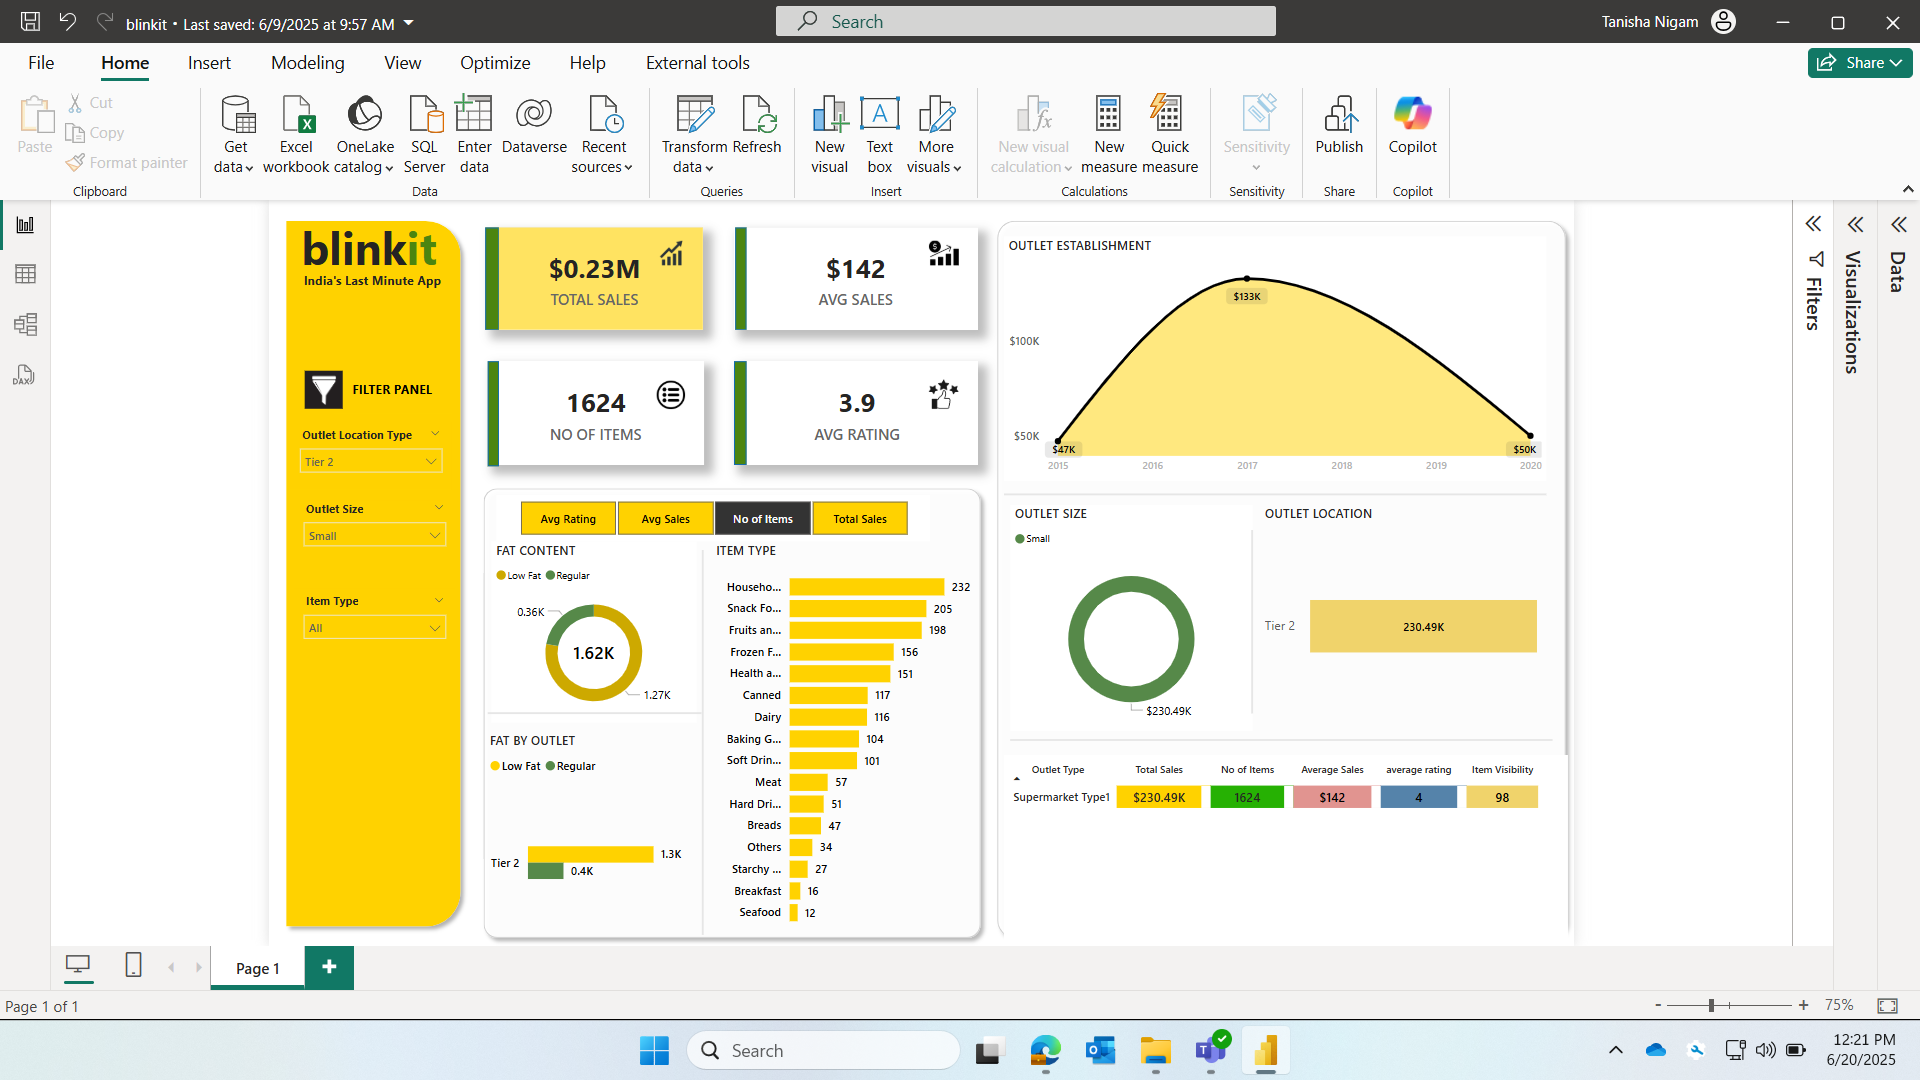 blinkit • Last saved: 6/9/2025 at 9:57 AM
Search
Tanisha Nigam
File
Home
Insert
Modeling
View
Optimize
Help
External tools
Share
Paste
Cut
Copy
Format painter
Clipboard
Get data
Excel workbook
OneLake catalog
SQL Server
Enter data
Dataverse
Recent sources
Data
Transform data
Refresh
Queries
New visual
Text box
More visuals
Insert
New visual calculation
New measure
Quick measure
Calculations
Sensitivity
Sensitivity
Publish
Share
Copilot
Copilot
blinkit
India's Last Minute App
FILTER PANEL
Outlet Location Type
Tier 2
Outlet Size
Small
Item Type
All
$0.23M
TOTAL SALES
$142
AVG SALES
1624
NO OF ITEMS
3.9
AVG RATING
Avg Rating
Avg Sales
No of Items
Total Sales
FAT CONTENT
Low Fat Regular
0.36K
1.62K
1.27K
FAT BY OUTLET
Low Fat Regular
Tier 2
1.3K
0.4K
ITEM TYPE
Househo... 232
Snack Fo... 205
Fruits an... 198
Frozen F... 156
Health a... 151
Canned 117
Dairy 116
Baking G... 104
Soft Drin... 101
Meat 57
Hard Dri... 51
Breads 47
Others 34
Starchy ... 27
Breakfast 16
Seafood 12
OUTLET ESTABLISHMENT
$133K
$100K
$50K
$47K
$50K
2015 2016 2017 2018 2019 2020
OUTLET SIZE
Small
$230.49K
OUTLET LOCATION
Tier 2 230.49K
Outlet Type Total Sales No of Items Average Sales average rating Item Visibility
Supermarket Type1 $230.49K 1624 $142 4 98
Filters
Visualizations
Data
DAX
Page 1
+
Page 1 of 1
- + 75%
Search
12:21 PM
6/20/2025